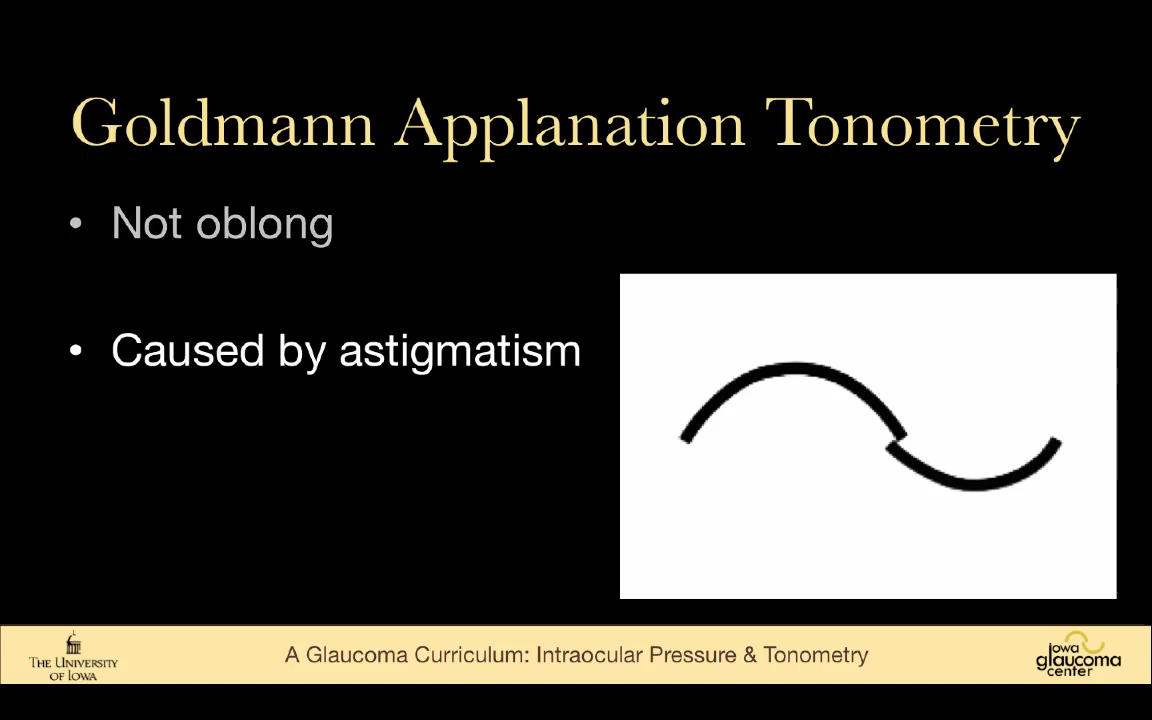 Goldmann Applanation Tonometry
• Not oblong
• Caused by astigmatism
THE UNIVERSITY
OF IOWA
A Glaucoma Curriculum: Intraocular Pressure & Tonometry
iowa
glaucoma
center